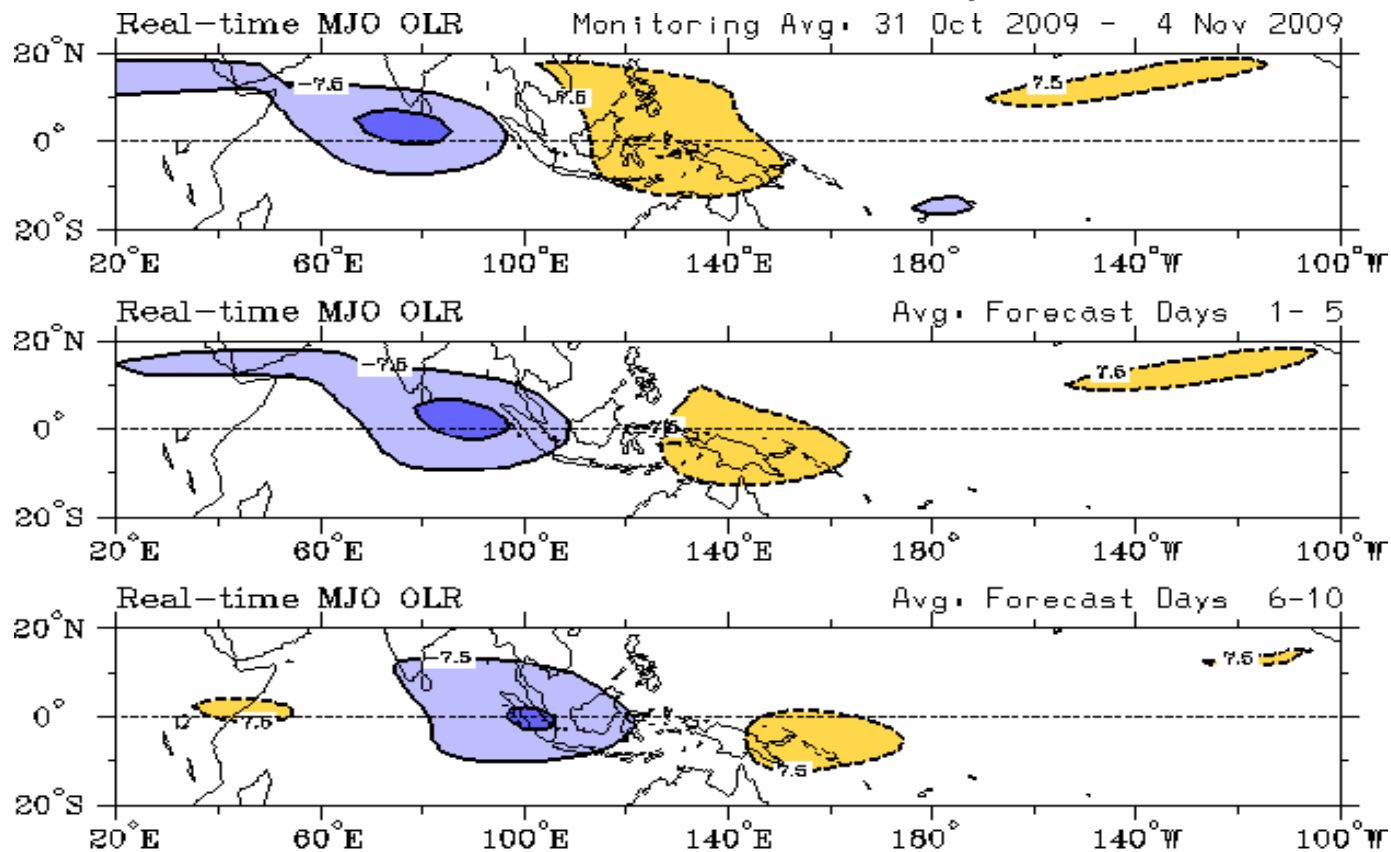 Real-time MJO OLR Monitoring Avg. 31 Oct 2009 - 4 Nov 2009
20°N
-7.5
7.5
7.5
0°
20°S
20°E 60°E 100°E 140°E 180° 140°W 100°W
Real-time MJO OLR Avg. Forecast Days 1- 5
20°N
-7.5
7.5
0°
-7.5
20°S
20°E 60°E 100°E 140°E 180° 140°W 100°W
Real-time MJO OLR Avg. Forecast Days 6-10
20°N
-7.5
7.5
0°
7.5
7.5
20°S
20°E 60°E 100°E 140°E 180° 140°W 100°W